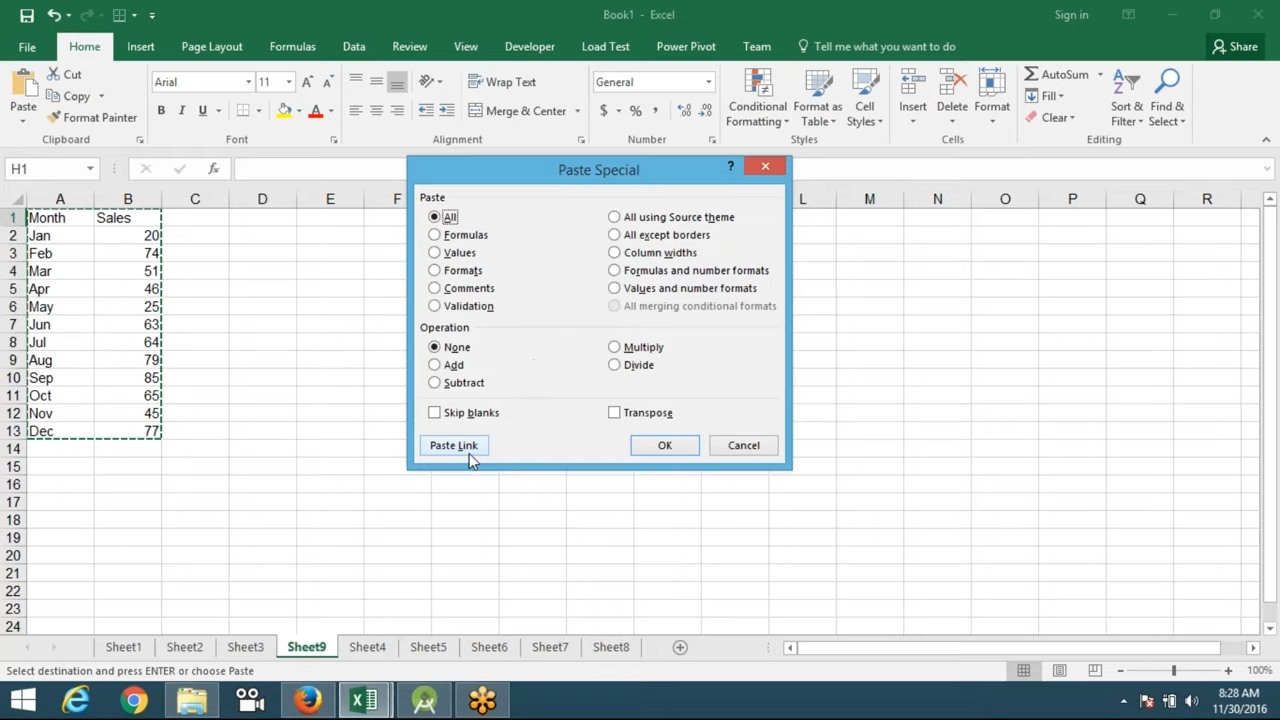 Book1 - Excel
Sign in
File Home Insert Page Layout Formulas Data Review View Developer Load Test Power Pivot Team Tell me what you want to do Share
Paste
Cut
Copy
Format Painter
Arial 11
B I U
Wrap Text
Merge & Center
General
$ % ,
Conditional Formatting
Format as Table
Cell Styles
Insert
Delete
Format
AutoSum
Fill
Clear
Sort & Filter
Find & Select
Clipboard Font Alignment Number Styles Cells Editing
H1 fx
A B C D E F L M N O P Q R
1 Month Sales
2 Jan 20
3 Feb 74
4 Mar 51
5 Apr 46
6 May 25
7 Jun 63
8 Jul 64
9 Aug 79
10 Sep 85
11 Oct 65
12 Nov 45
13 Dec 77
14
15
16
17
18
19
20
21
22
23
24
Paste Special
Paste
All All using Source theme
Formulas All except borders
Values Column widths
Formats Formulas and number formats
Comments Values and number formats
Validation All merging conditional formats
Operation
None Multiply
Add Divide
Subtract
Skip blanks Transpose
Paste Link OK Cancel
Sheet1 Sheet2 Sheet3 Sheet9 Sheet4 Sheet5 Sheet6 Sheet7 Sheet8
Select destination and press ENTER or choose Paste
100%
8:28 AM
11/30/2016